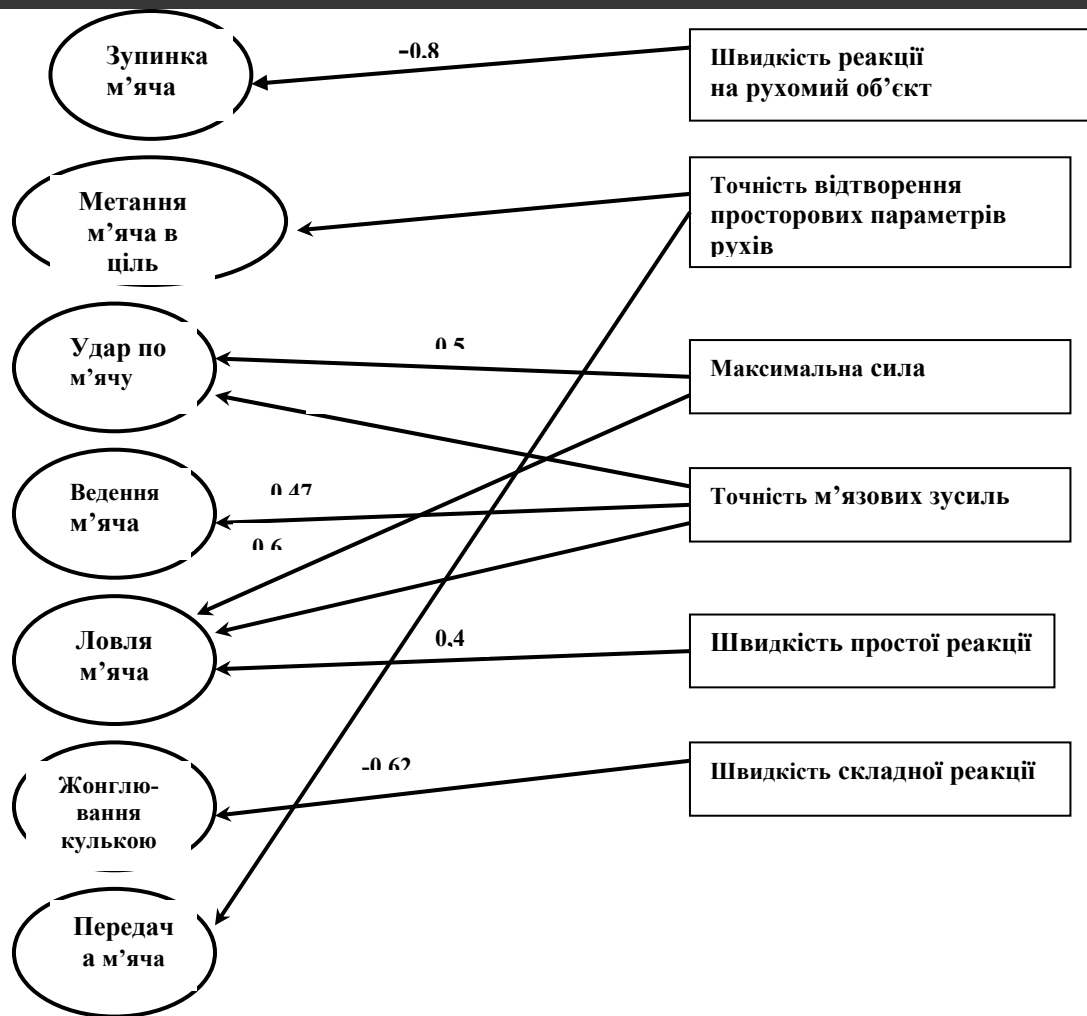 Зупинка
м’яча
-0.8
Швидкість реакції
на рухомий об’єкт
Метання
м’яча в
ціль
Точність відтворення
просторових параметрів
рухів
Удар по
м’ячу
0.5
Максимальна сила
Ведення
м’яча
0.47
0.6
Точність м’язових зусиль
Ловля
м’яча
0,4
Швидкість простої реакції
Жонглю-
вання
кулькою
-0.62
Швидкість складної реакції
Передач
а м’яча